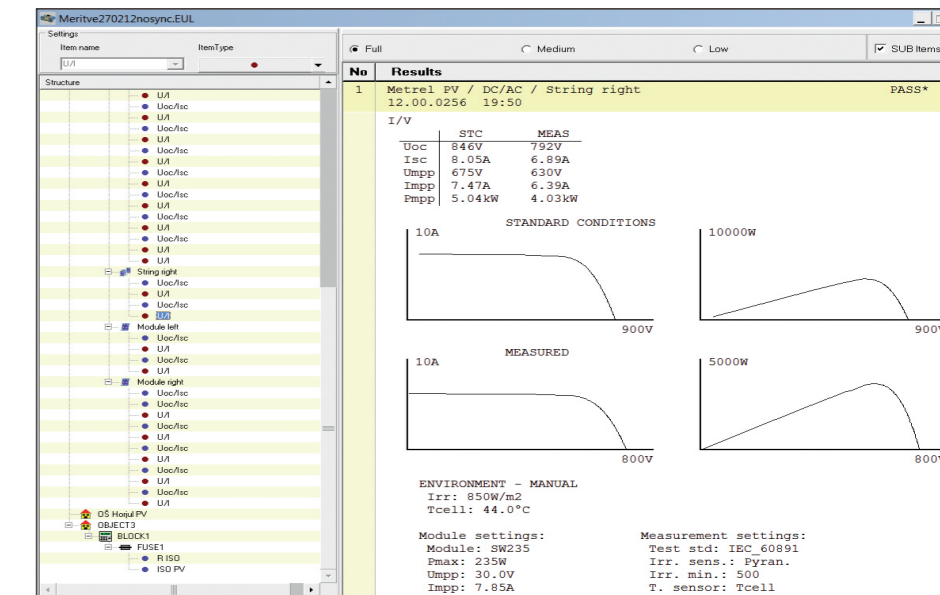 Meritve270212nosync.EUL
Settings
Item name ItemType
U/I
Structure
U/I
Uoc/Isc
U/I
Uoc/Isc
U/I
Uoc/Isc
U/I
Uoc/Isc
U/I
Uoc/Isc
U/I
Uoc/Isc
U/I
Uoc/Isc
U/I
U/I
String right
Uoc/Isc
U/I
Uoc/Isc
U/I
Module left
Uoc/Isc
U/I
Uoc/Isc
U/I
Module right
Uoc/Isc
Uoc/Isc
U/I
Uoc/Isc
U/I
Uoc/Isc
U/I
Uoc/Isc
U/I
Uoc/Isc
U/I
OŠ Horjul PV
OBJECT3
BLOCK1
FUSE1
R ISO
ISO PV
Full Medium Low SUB Items
No Results
1 Metrel PV / DC/AC / String right PASS*
12.00.0256 19:50
I/V
STC MEAS
Uoc 846V 792V
Isc 8.05A 6.89A
Umpp 675V 630V
Impp 7.47A 6.39A
Pmpp 5.04kW 4.03kW
STANDARD CONDITIONS
10A 10000W
900V 900V
MEASURED
10A 5000W
800V 800V
ENVIRONMENT - MANUAL
Irr: 850W/m2
Tcell: 44.0°C
Module settings: Measurement settings:
Module: SW235 Test std: IEC_60891
Pmax: 235W Irr. sens.: Pyran.
Umpp: 30.0V Irr. min.: 500
Impp: 7.85A T. sensor: Tcell